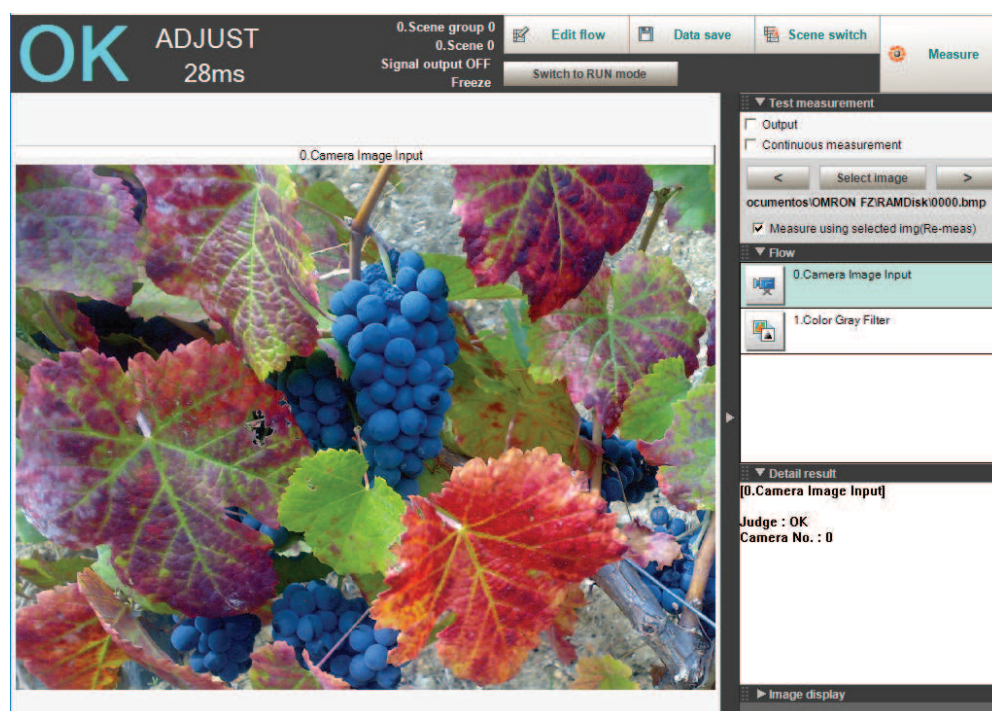 OK
ADJUST
28ms
0.Scene group 0
0.Scene 0
Signal output OFF
Freeze
Edit flow
Data save
Scene switch
Switch to RUN mode
Measure
0.Camera Image Input
Test measurement
Output
Continuous measurement
< Select image >
ocumentos\OMRON FZ\RAMDisk\0000.bmp
Measure using selected img(Re-meas)
Flow
0.Camera Image Input
1.Color Gray Filter
Detail result
[0.Camera Image Input]
Judge : OK
Camera No. : 0
Image display